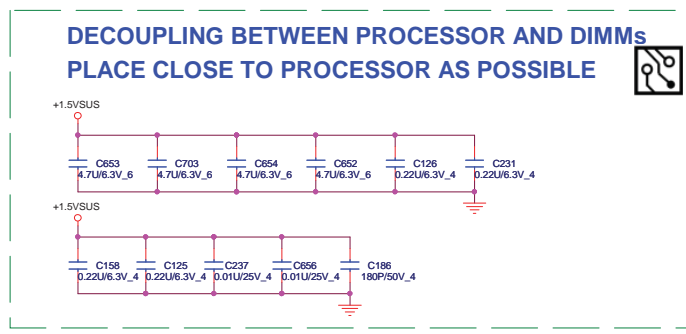 DECOUPLING BETWEEN PROCESSOR AND DIMMs
PLACE CLOSE TO PROCESSOR AS POSSIBLE
+1.5VSUS
C653 C703 C654 C652 C126 C231
4.7U/6.3V_6 4.7U/6.3V_6 4.7U/6.3V_6 4.7U/6.3V_6 0.22U/6.3V_4 0.22U/6.3V_4
+1.5VSUS
C158 C125 C237 C656 C186
0.22U/6.3V_4 0.22U/6.3V_4 0.01U/25V_4 0.01U/25V_4 180P/50V_4